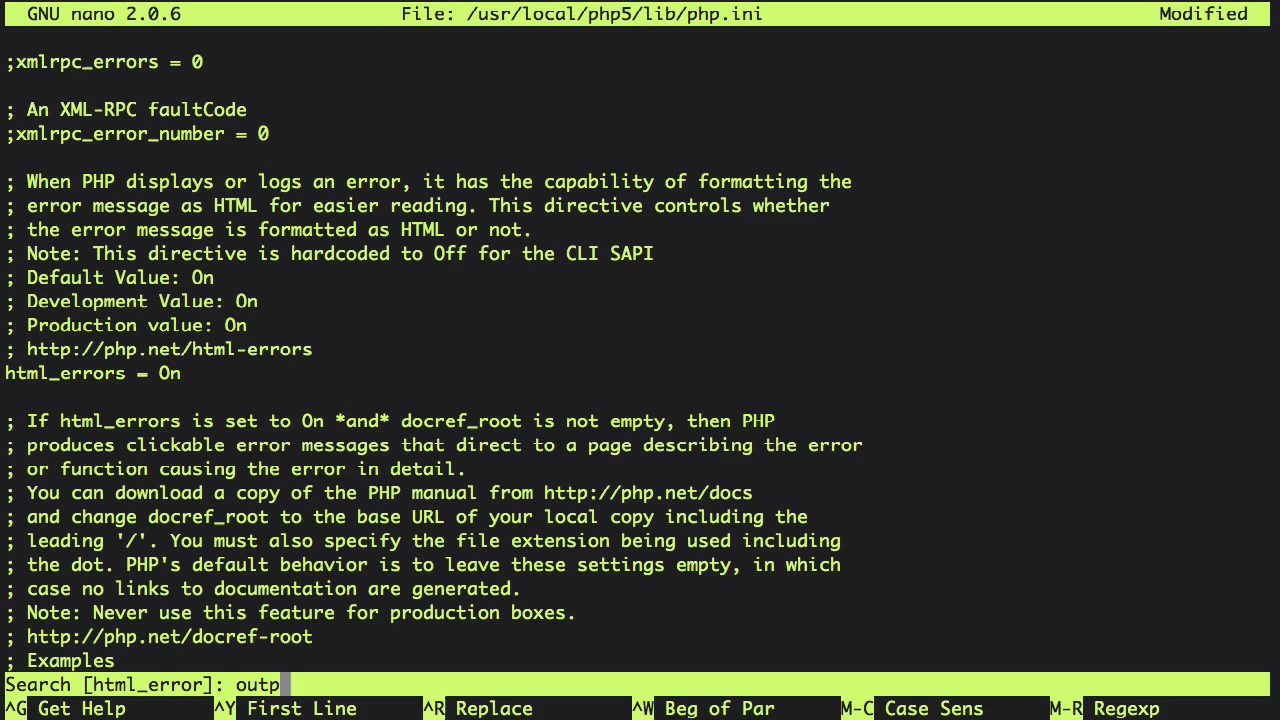 GNU nano 2.0.6 File: /usr/local/php5/lib/php.ini Modified
;xmlrpc_errors = 0
; An XML-RPC faultCode
;xmlrpc_error_number = 0
; When PHP displays or logs an error, it has the capability of formatting the
; error message as HTML for easier reading. This directive controls whether
; the error message is formatted as HTML or not.
; Note: This directive is hardcoded to Off for the CLI SAPI
; Default Value: On
; Development Value: On
; Production value: On
; http://php.net/html-errors
html_errors = On
; If html_errors is set to On *and* docref_root is not empty, then PHP
; produces clickable error messages that direct to a page describing the error
; or function causing the error in detail.
; You can download a copy of the PHP manual from http://php.net/docs
; and change docref_root to the base URL of your local copy including the
; leading '/'. You must also specify the file extension being used including
; the dot. PHP's default behavior is to leave these settings empty, in which
; case no links to documentation are generated.
; Note: Never use this feature for production boxes.
; http://php.net/docref-root
; Examples
Search [html_error]: outp
^G Get Help ^Y First Line ^R Replace ^W Beg of Par M-C Case Sens M-R Regexp